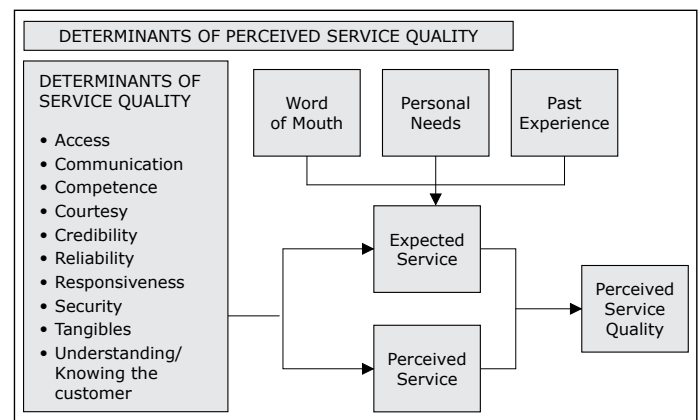 DETERMINANTS OF PERCEIVED SERVICE QUALITY
DETERMINANTS OF
SERVICE QUALITY
• Access
• Communication
• Competence
• Courtesy
• Credibility
• Reliability
• Responsiveness
• Security
• Tangibles
• Understanding/
Knowing the
customer
Word
of Mouth
Personal
Needs
Past
Experience
Expected
Service
Perceived
Service
Perceived
Service
Quality